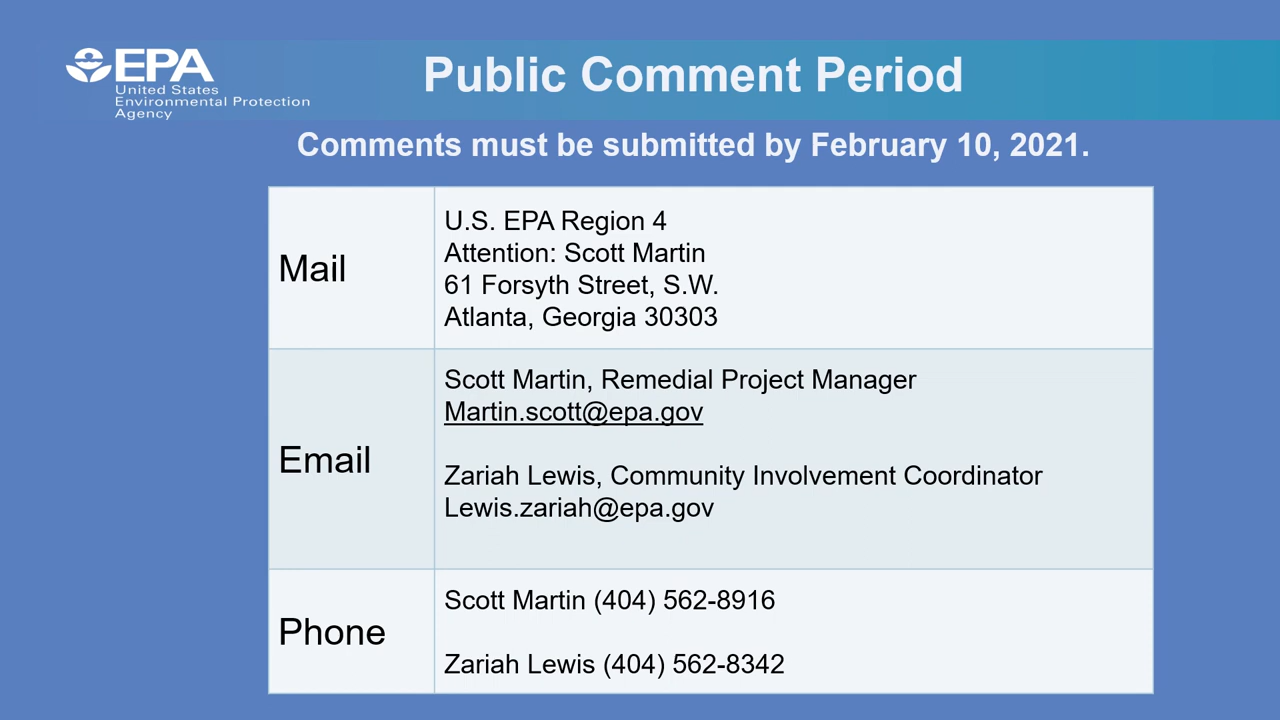 EPA
United States
Environmental Protection
Agency
Public Comment Period
Comments must be submitted by February 10, 2021.
Mail
U.S. EPA Region 4
Attention: Scott Martin
61 Forsyth Street, S.W.
Atlanta, Georgia 30303
Email
Scott Martin, Remedial Project Manager
Martin.scott@epa.gov
Zariah Lewis, Community Involvement Coordinator
Lewis.zariah@epa.gov
Phone
Scott Martin (404) 562-8916
Zariah Lewis (404) 562-8342